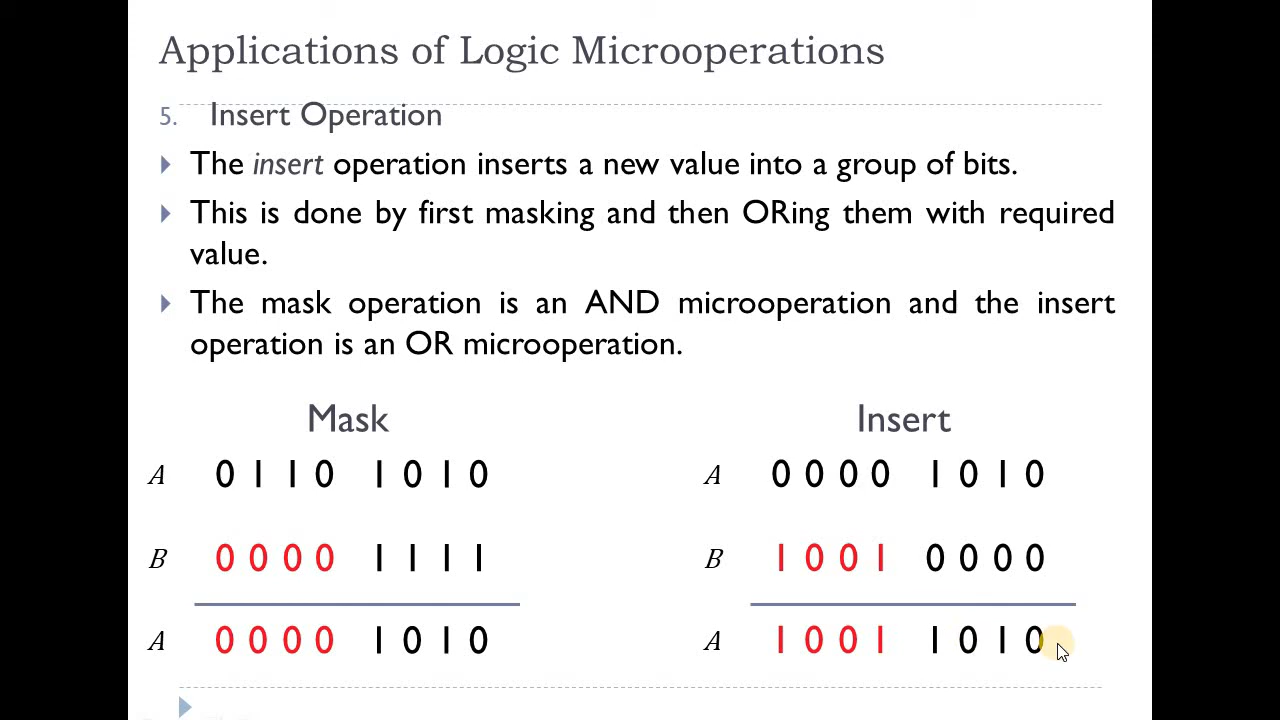 Applications of Logic Microoperations
5. Insert Operation
The insert operation inserts a new value into a group of bits.
This is done by first masking and then ORing them with required
value.
The mask operation is an AND microoperation and the insert
operation is an OR microoperation.
Mask
A 0 1 1 0 1 0 1 0
B 0 0 0 0 1 1 1 1
A 0 0 0 0 1 0 1 0
Insert
A 0 0 0 0 1 0 1 0
B 1 0 0 1 0 0 0 0
A 1 0 0 1 1 0 1 0